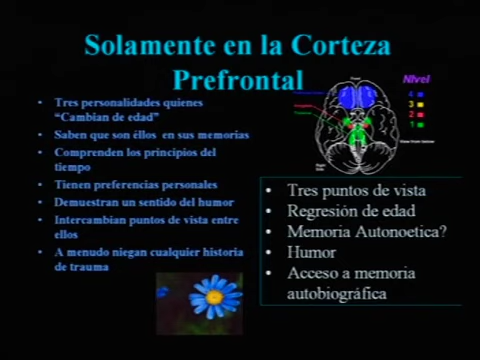 Solamente en la Corteza
Prefrontal
• Tres personalidades quienes
“Cambian de edad”
• Saben que son éllos en sus memorias
• Comprenden los principios del
tiempo
• Tienen preferencias personales
• Demuestran un sentido del humor
• Intercambian puntos de vista entre
ellos
• A menudo niegan cualquier historia
de trauma
Nivel
4
3
2
1
• Tres puntos de vista
• Regresión de edad
• Memoria Autonoetica?
• Humor
• Acceso a memoria
autobiográfica